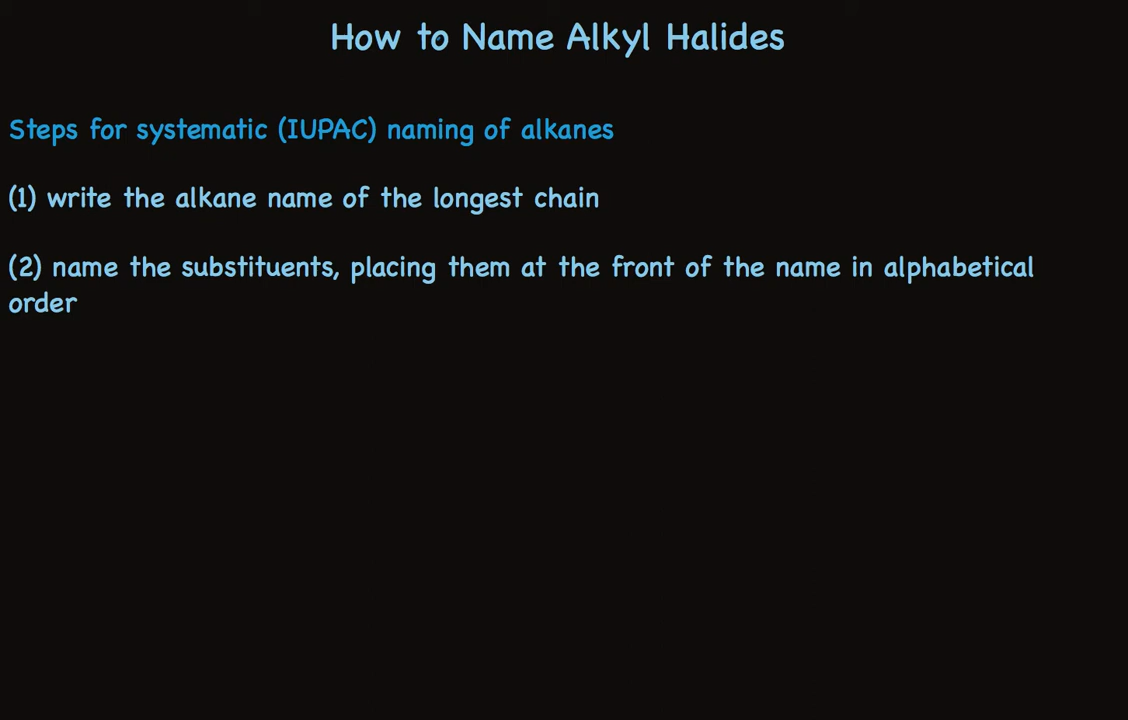 How to Name Alkyl Halides
Steps for systematic (IUPAC) naming of alkanes
(1) write the alkane name of the longest chain
(2) name the substituents, placing them at the front of the name in alphabetical
order